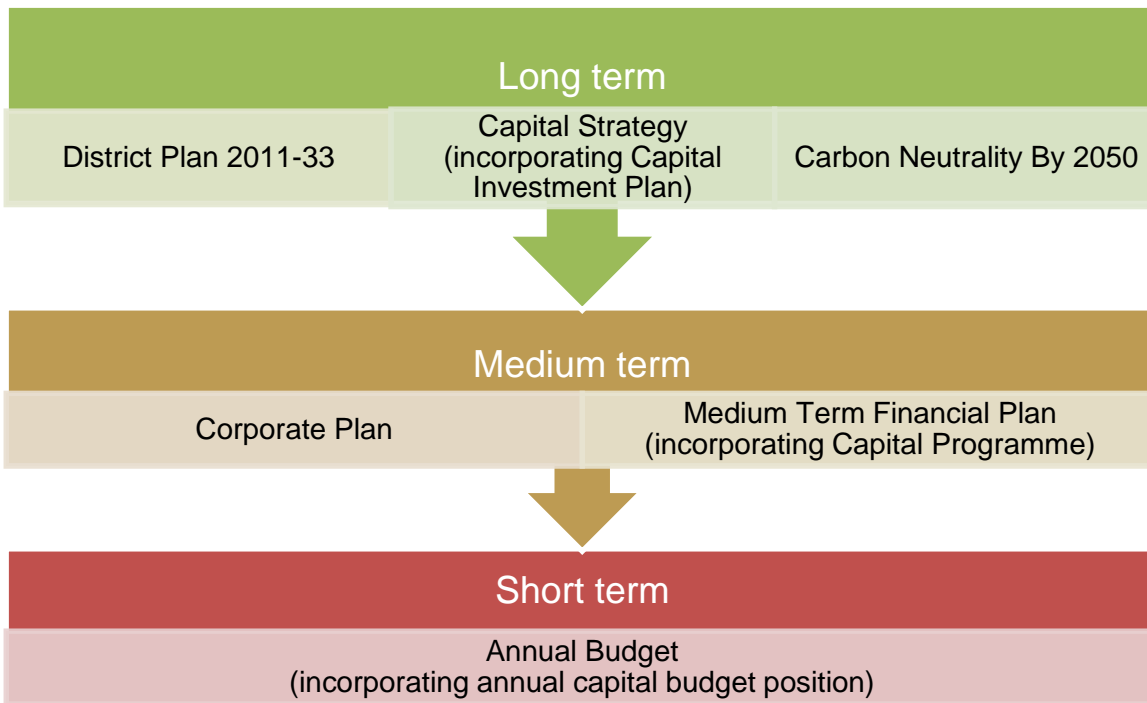 Long term
District Plan 2011-33
Capital Strategy
(incorporating Capital
Investment Plan)
Carbon Neutrality By 2050
Medium term
Corporate Plan
Medium Term Financial Plan
(incorporating Capital Programme)
Short term
Annual Budget
(incorporating annual capital budget position)